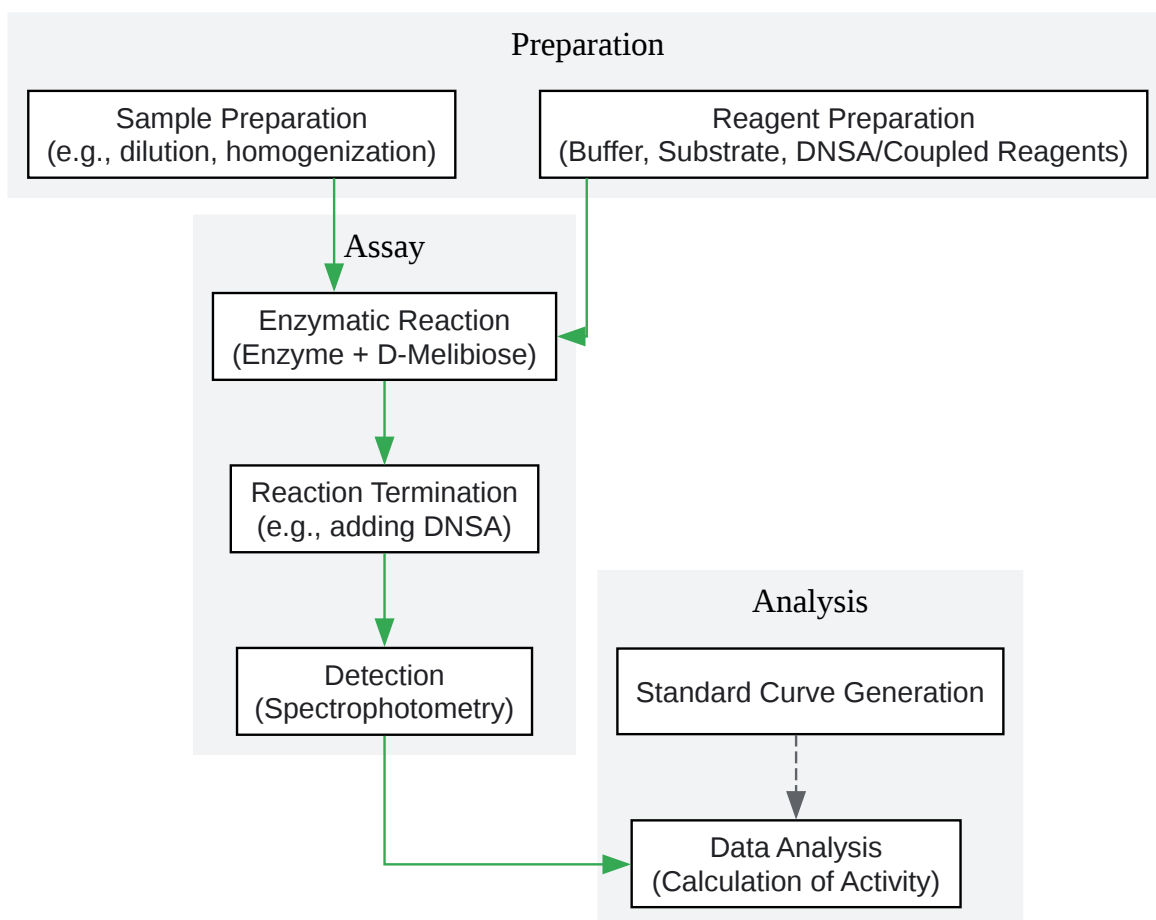 Preparation
Sample Preparation
(e.g., dilution, homogenization)
Reagent Preparation
(Buffer, Substrate, DNSA/Coupled Reagents)
Assay
Enzymatic Reaction
(Enzyme + D-Melibiose)
Reaction Termination
(e.g., adding DNSA)
Detection
(Spectrophotometry)
Analysis
Standard Curve Generation
Data Analysis
(Calculation of Activity)